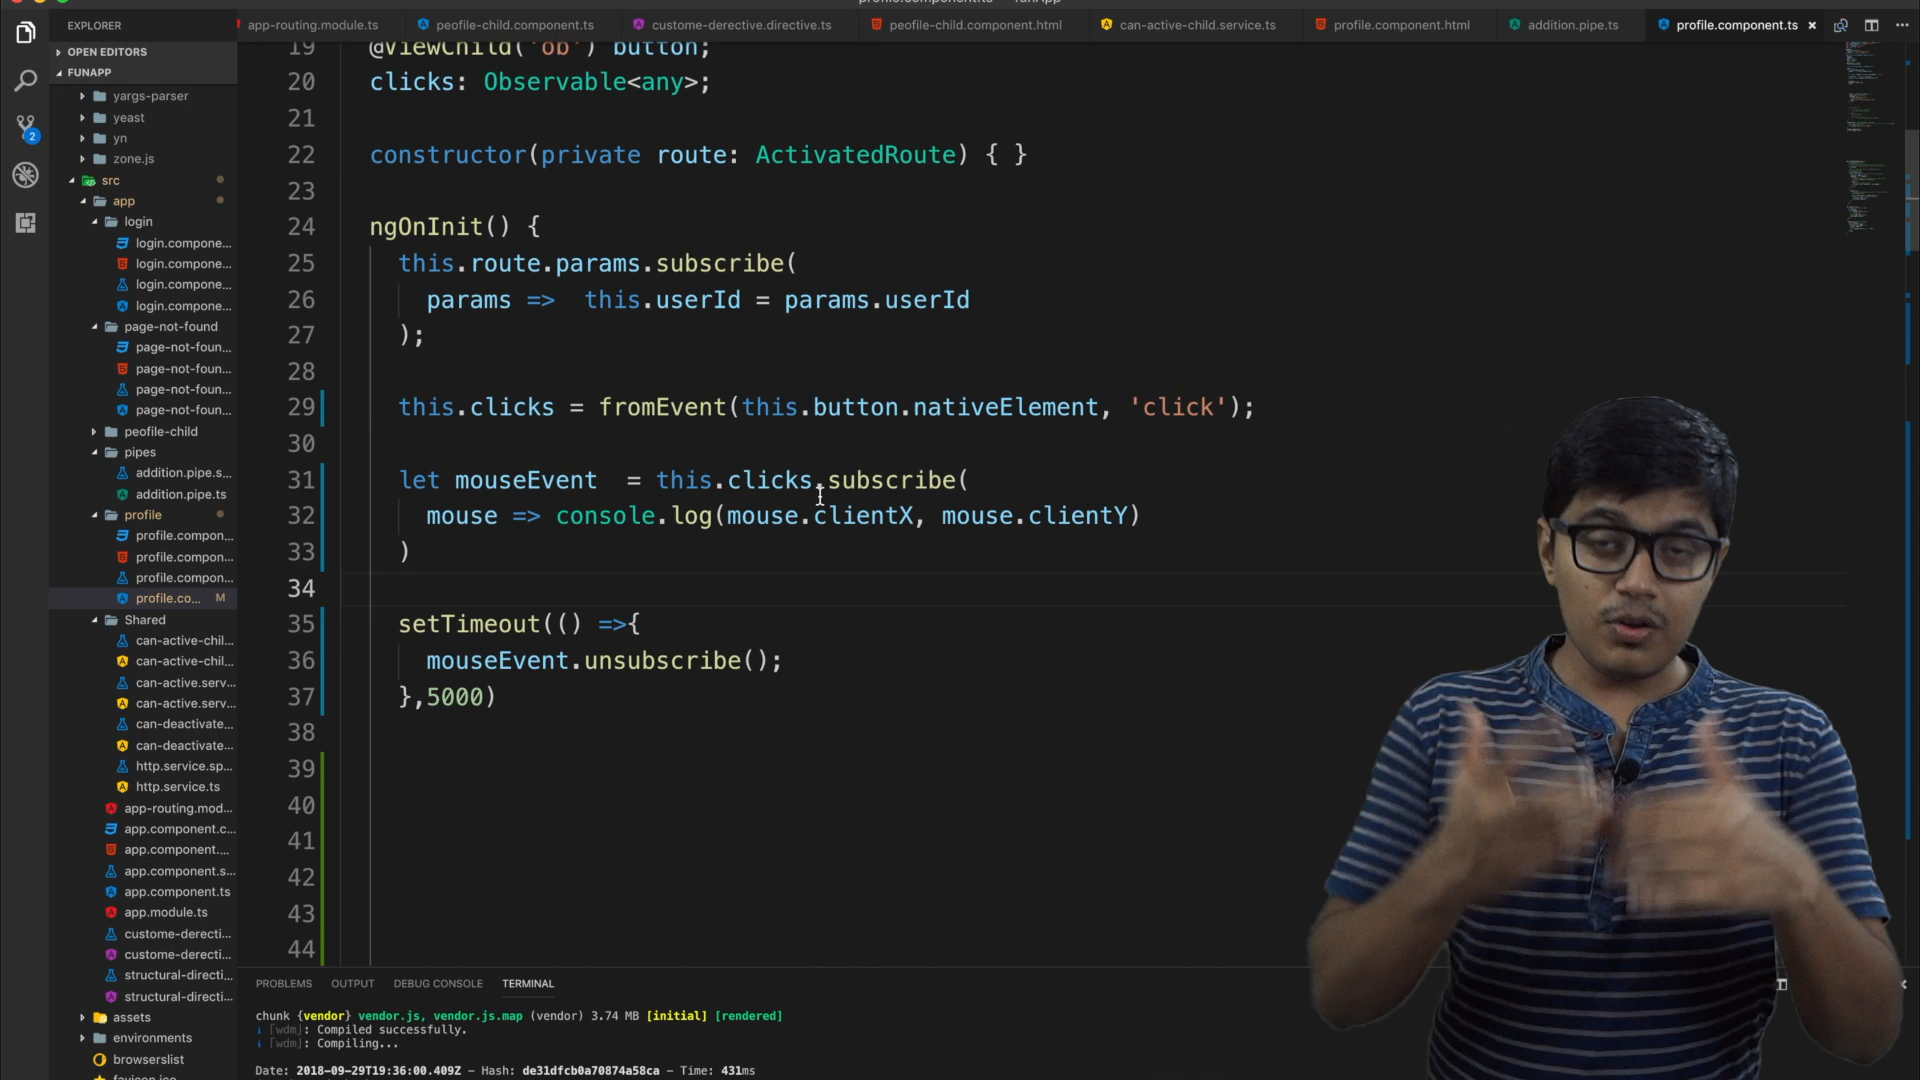 EXPLORER
OPEN EDITORS
FUNAPP
yargs-parser
yeast
yn
zone.js
src
app
login
login.compone...
login.compone...
login.compone...
login.compone...
page-not-found
page-not-foun...
page-not-foun...
page-not-foun...
page-not-foun...
peofile-child
pipes
addition.pipe.s...
addition.pipe.ts
profile
profile.compon...
profile.compon...
profile.compon...
profile.co... M
Shared
can-active-chil...
can-active-chil...
can-active.serv...
can-active.serv...
can-deactivate...
can-deactivate...
http.service.sp...
http.service.ts
app-routing.mod...
app.component.c...
app.component....
app.component.s...
app.component.ts
app.module.ts
custome-derecti...
custome-derecti...
structural-directi...
structural-directi...
assets
environments
browserslist
favicon.ico
2
app-routing.module.ts peofile-child.component.ts custome-derective.directive.ts peofile-child.component.html can-active-child.service.ts profile.component.html addition.pipe.ts profile.component.ts
19 @ViewChild('ob') button;
20 clicks: Observable<any>;
21
22 constructor(private route: ActivatedRoute) { }
23
24 ngOnInit() {
25 this.route.params.subscribe(
26 params => this.userId = params.userId
27 );
28
29 this.clicks = fromEvent(this.button.nativeElement, 'click');
30
31 let mouseEvent = this.clicks.subscribe(
32 mouse => console.log(mouse.clientX, mouse.clientY)
33 )
34
35 setTimeout(() =>{
36 mouseEvent.unsubscribe();
37 },5000)
38
39
40
41
42
43
44
PROBLEMS OUTPUT DEBUG CONSOLE TERMINAL
chunk {vendor} vendor.js, vendor.js.map (vendor) 3.74 MB [initial] [rendered]
i ｢wdm｣: Compiled successfully.
i ｢wdm｣: Compiling...
Date: 2018-09-29T19:36:00.409Z - Hash: de31dfcb0a70874a58ca - Time: 431ms